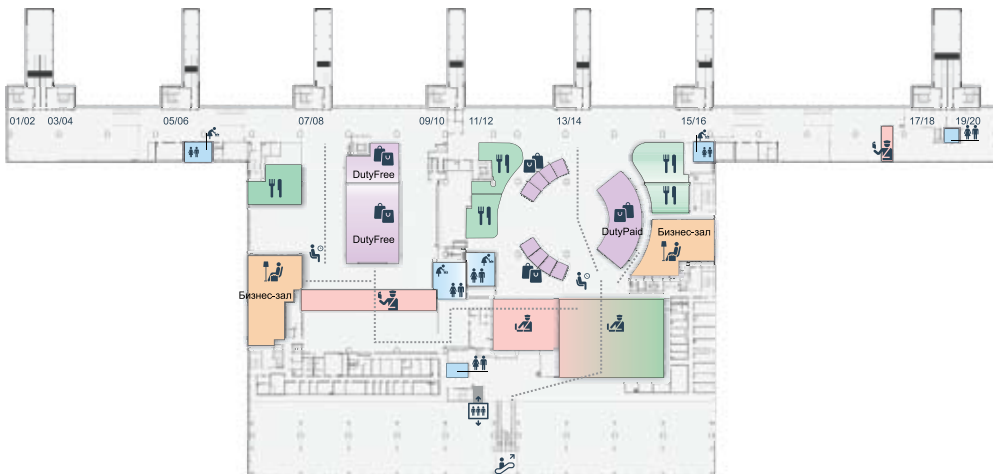 01/02
03/04
05/06
07/08
09/10
11/12
13/14
15/16
17/18
19/20
DutyFree
DutyFree
DutyPaid
Бизнес-зал
Бизнес-зал